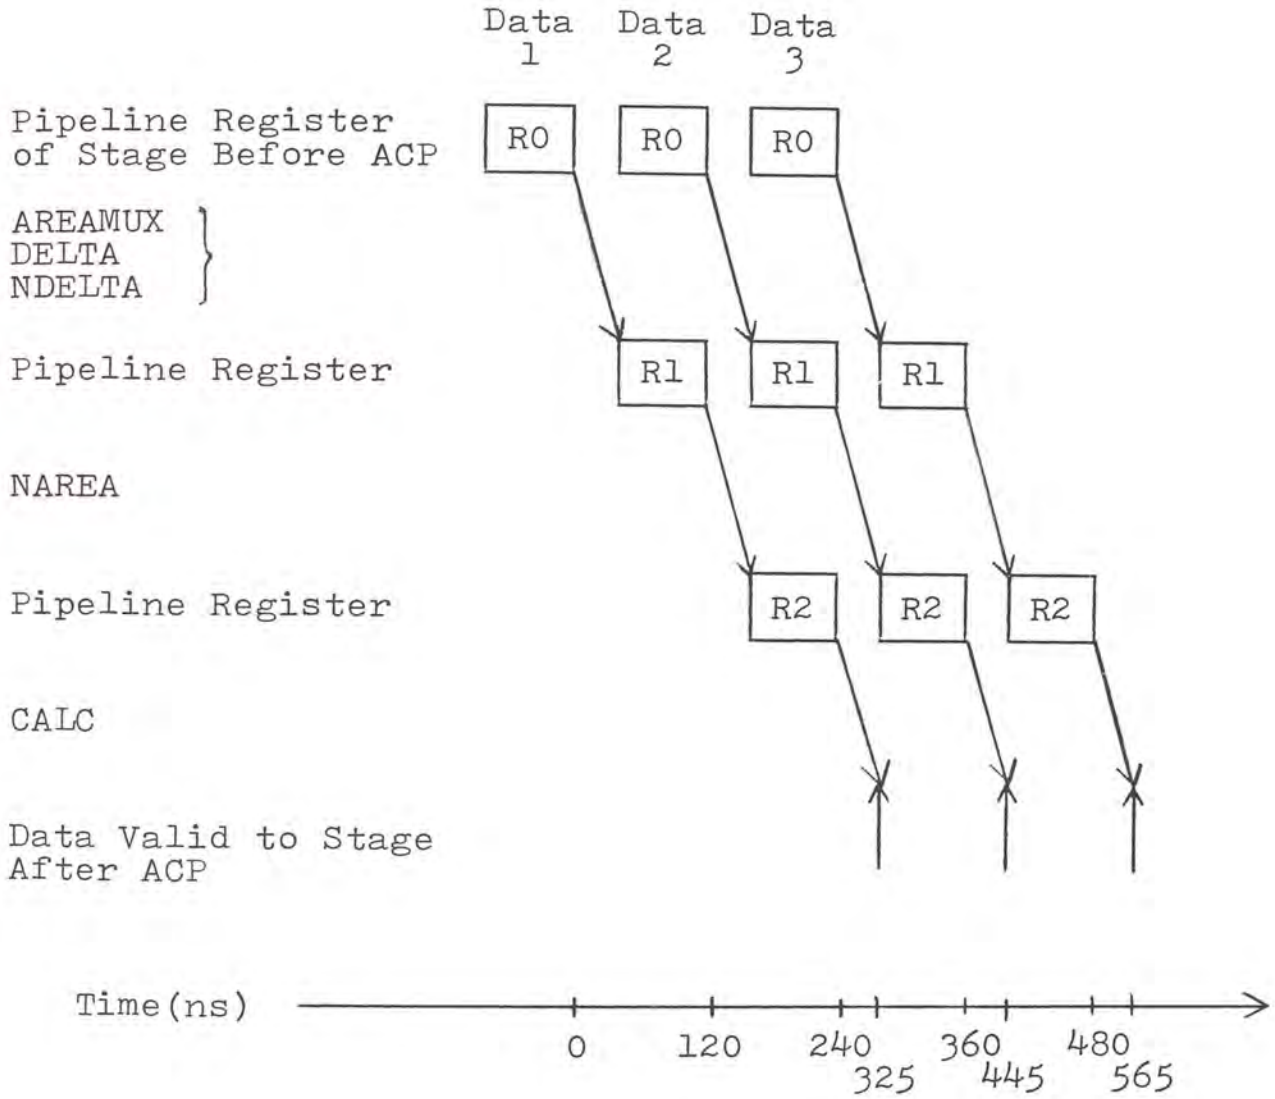 Data Data Data
1 2 3
Pipeline Register
of Stage Before ACP
R0 R0 R0
AREAMUX
DELTA
NDELTA
Pipeline Register
R1 R1 R1
NAREA
Pipeline Register
R2 R2 R2
CALC
Data Valid to Stage
After ACP
Time(ns)
0 120 240 360 480
325 445 565